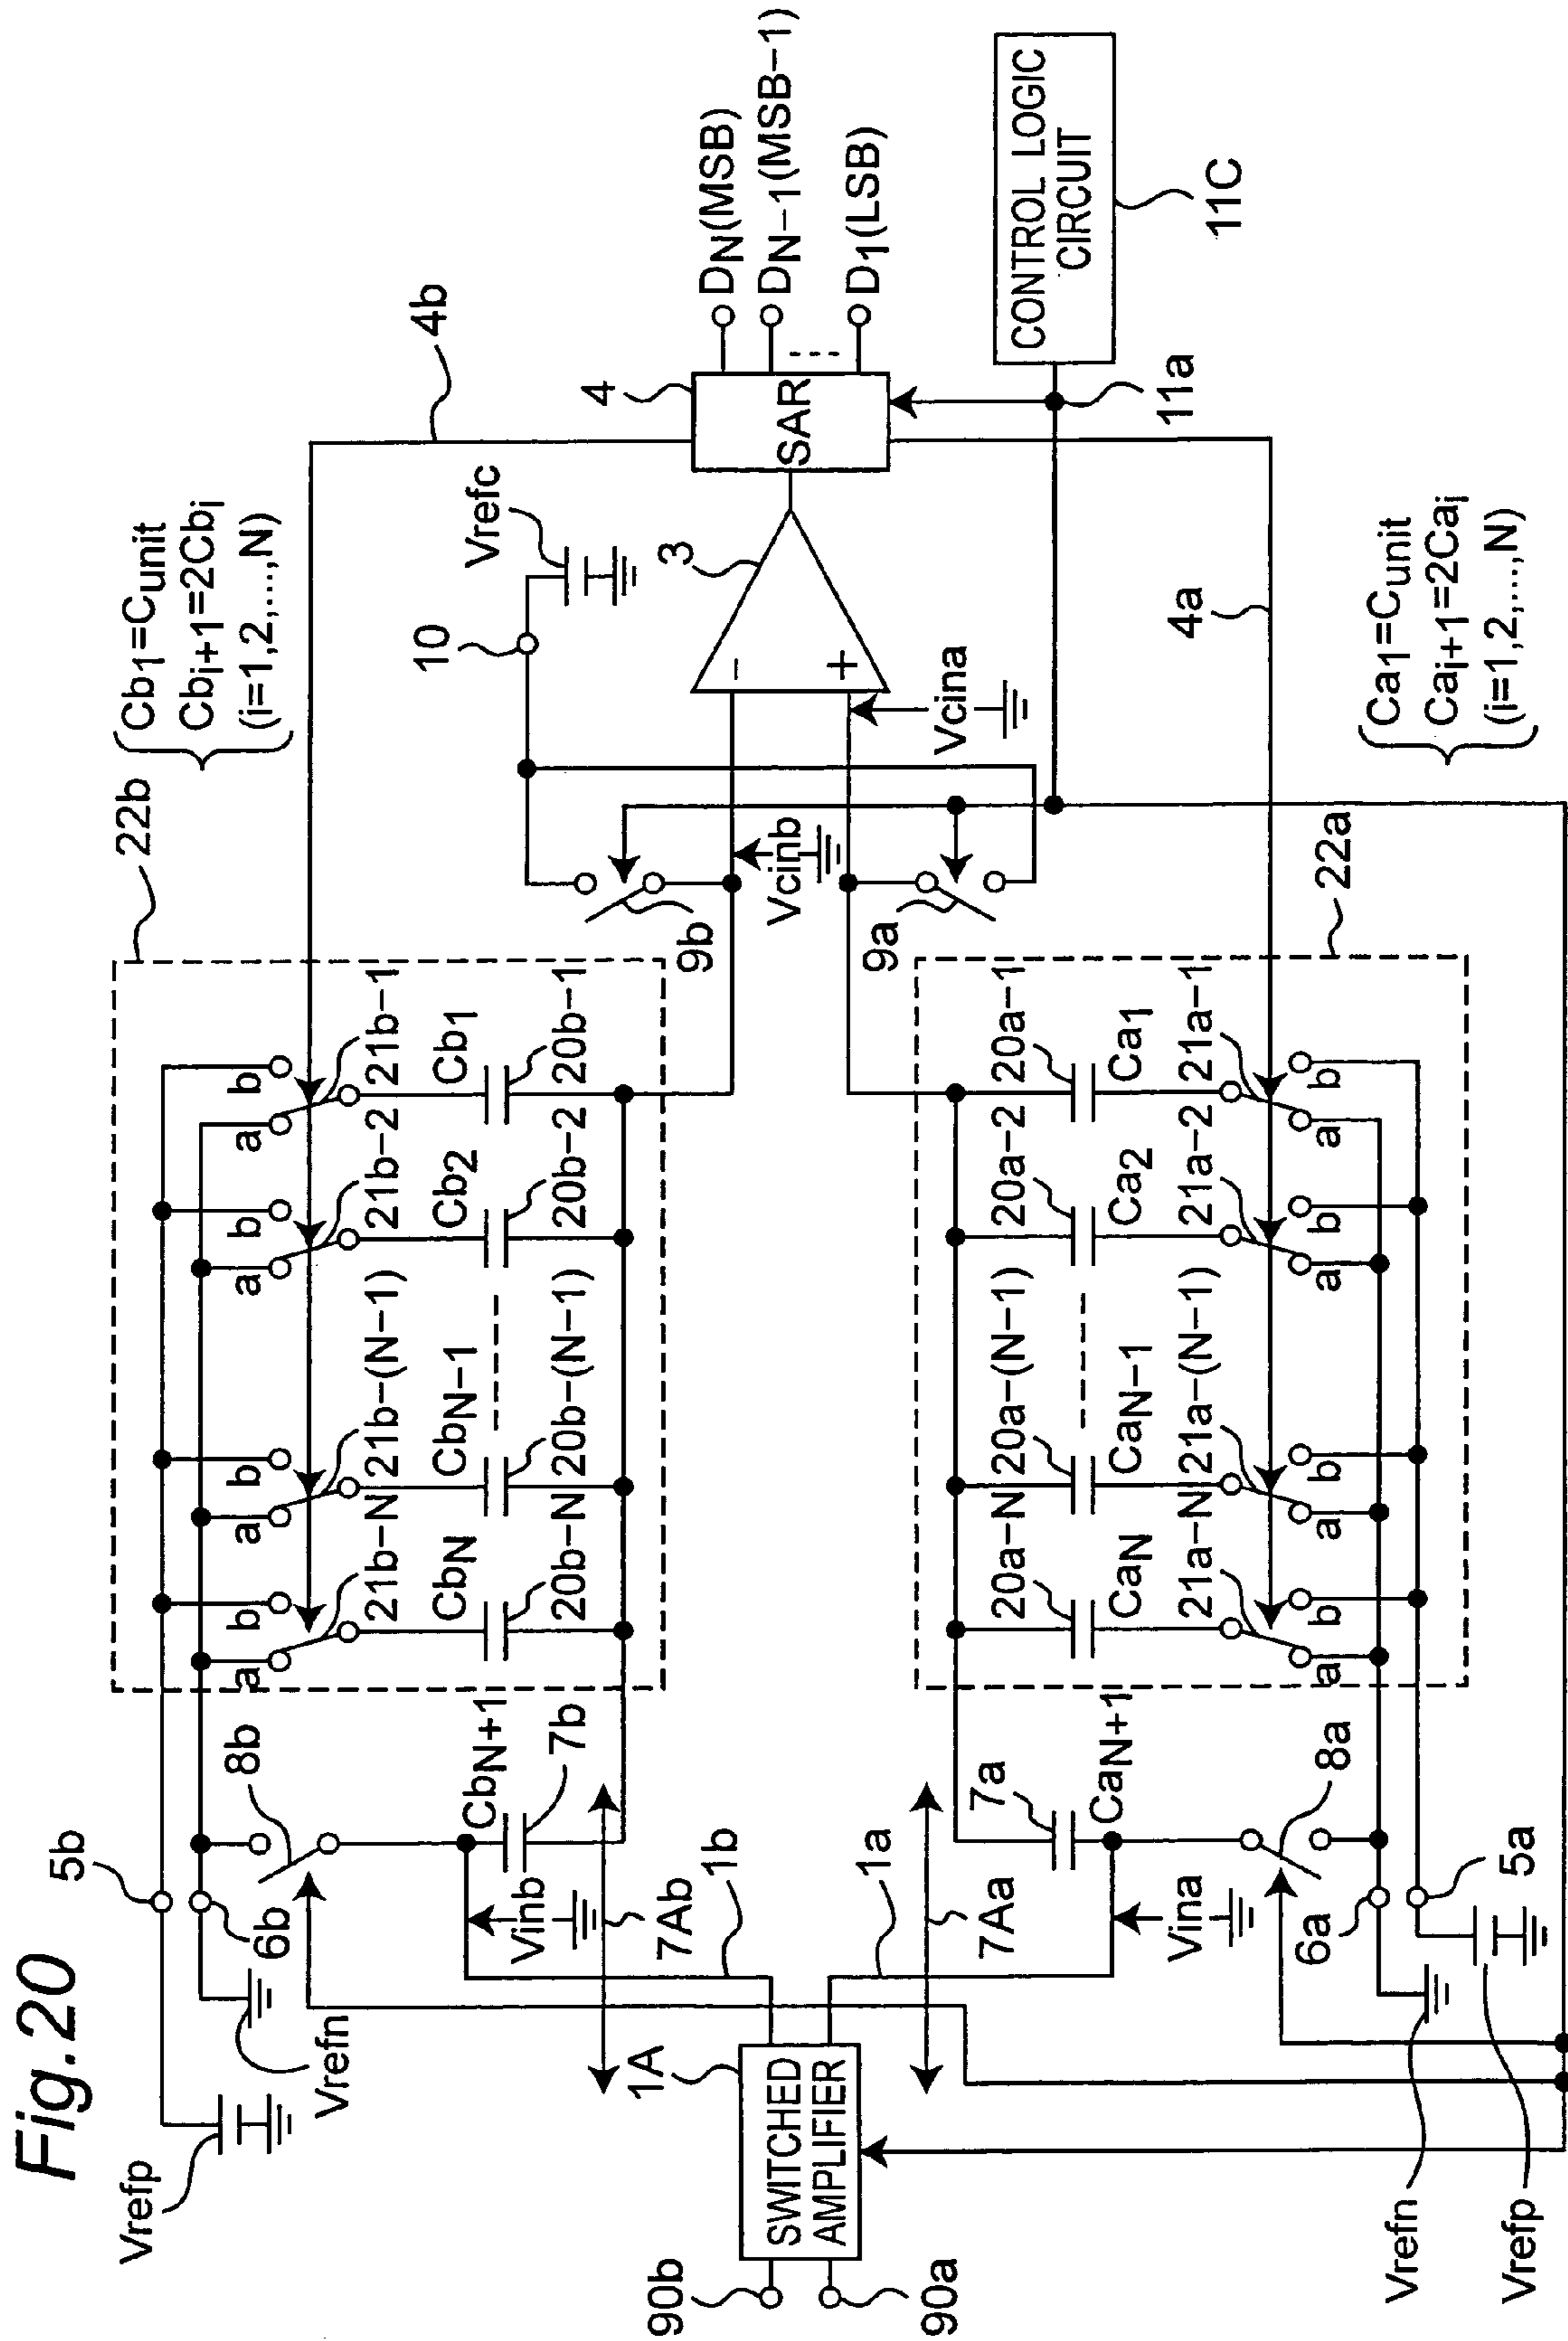 Fig.20
Vrefp
Vrefn
5b
6b
8b
CbN+1
7b
Vinb
7Ab
1b
22b
a
b
a
b
a
b
a
b
21b-N
21b-(N-1)
21b-2
21b-1
CbN
CbN-1
Cb2
Cb1
20b-N
20b-(N-1)
20b-2
20b-1
Cb1=Cunit
Cbi+1=2Cbi
(i=1,2,...,N)
4b
10
Vrefc
9b
Vcinb
3
−
+
Vcina
9a
4
SAR
DN(MSB)
DN-1(MSB-1)
D1(LSB)
CONTROL LOGIC
CIRCUIT
11C
11a
90b
90a
1A
SWITCHED
AMPLIFIER
1a
7Aa
7a
CaN+1
Vina
8a
6a
5a
Vrefn
Vrefp
20a-N
20a-(N-1)
20a-2
20a-1
CaN
CaN-1
Ca2
Ca1
21a-N
21a-(N-1)
21a-2
21a-1
a
b
a
b
a
b
a
b
22a
4a
Ca1=Cunit
Cai+1=2Cai
(i=1,2,...,N)